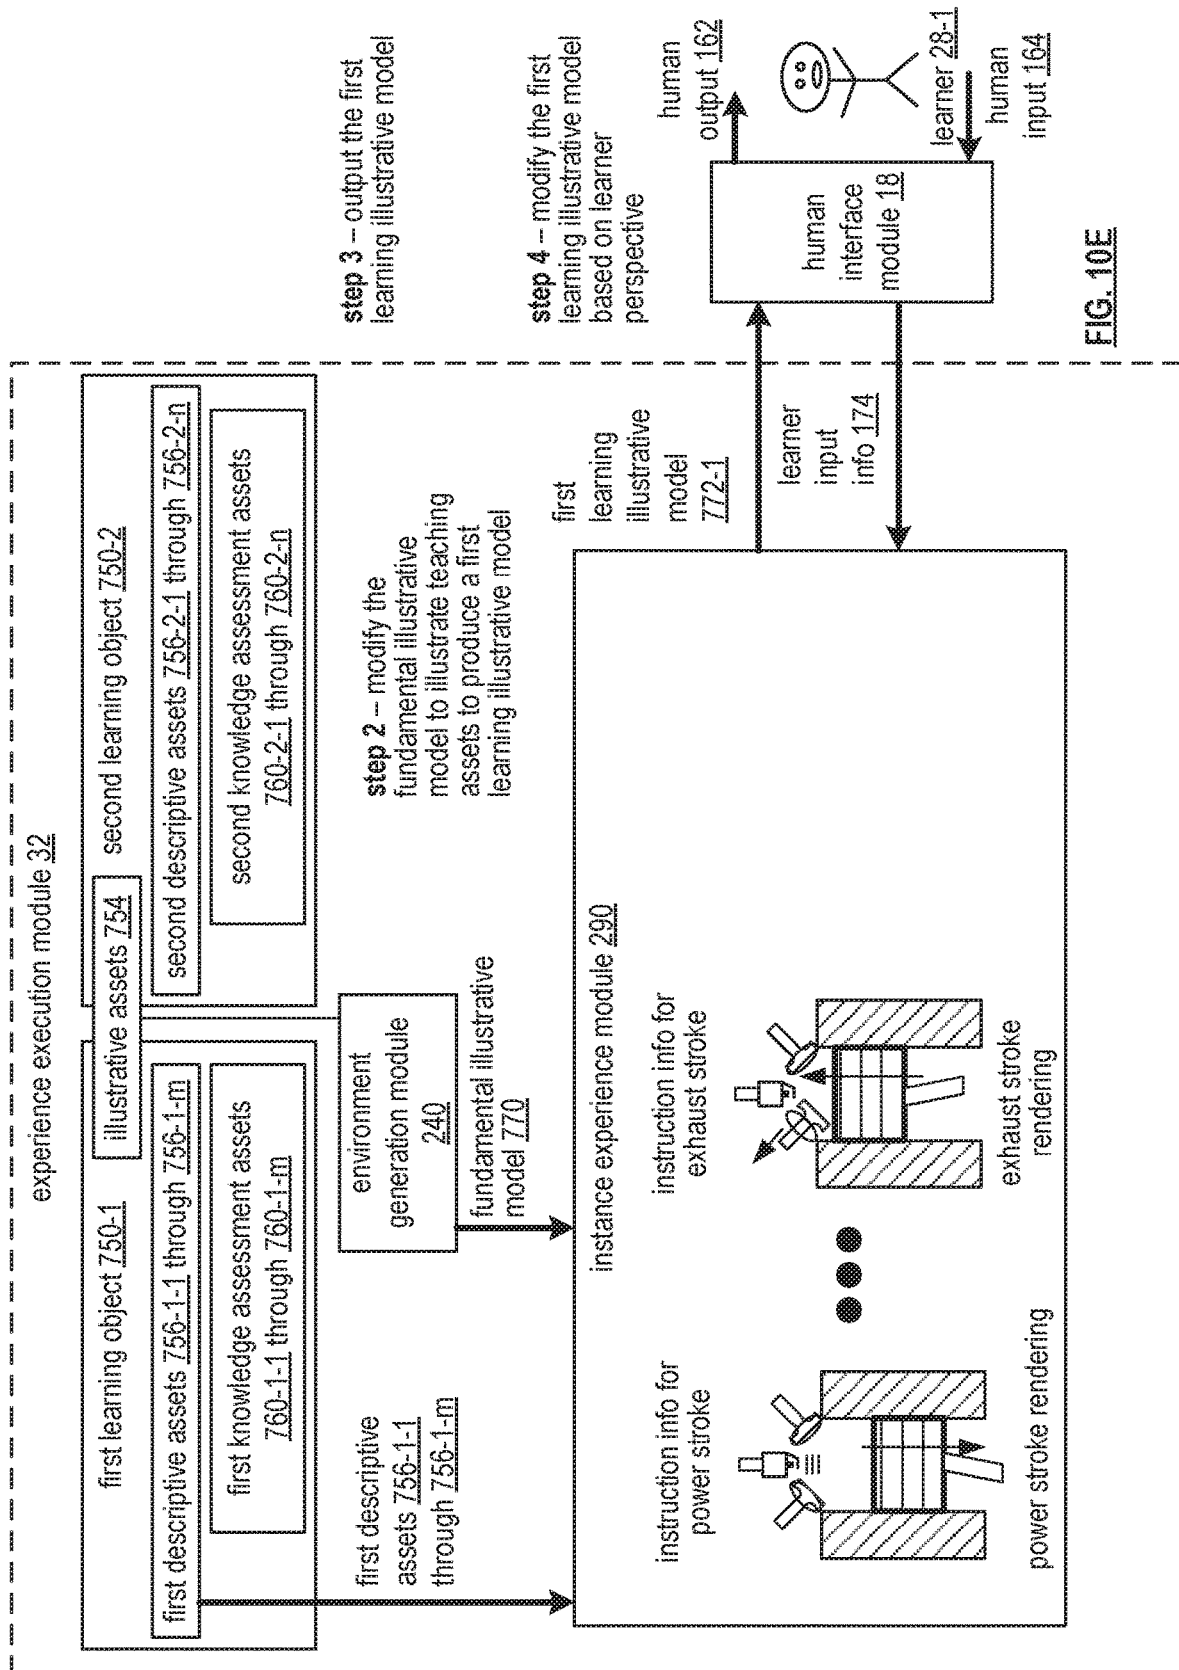 experience execution module 32
first learning object 750-1
illustrative assets 754
second learning object 750-2
first descriptive assets 756-1-1 through 756-1-m
second descriptive assets 756-2-1 through 756-2-n
first knowledge assessment assets
760-1-1 through 760-1-m
second knowledge assessment assets
760-2-1 through 760-2-n
first descriptive
assets 756-1-1
through 756-1-m
environment
generation module
240
fundamental illustrative
model 770
step 2 – modify the
fundamental illustrative
model to illustrate teaching
assets to produce a first
learning illustrative model
step 3 – output the first
learning illustrative model
step 4 – modify the first
learning illustrative model
based on learner
perspective
instance experience module 290
instruction info for
power stroke
power stroke rendering
instruction info for
exhaust stroke
exhaust stroke
rendering
first
learning
illustrative
model
772-1
learner
input
info 174
human
interface
module 18
human
output 162
learner 28-1
human
input 164
FIG. 10E